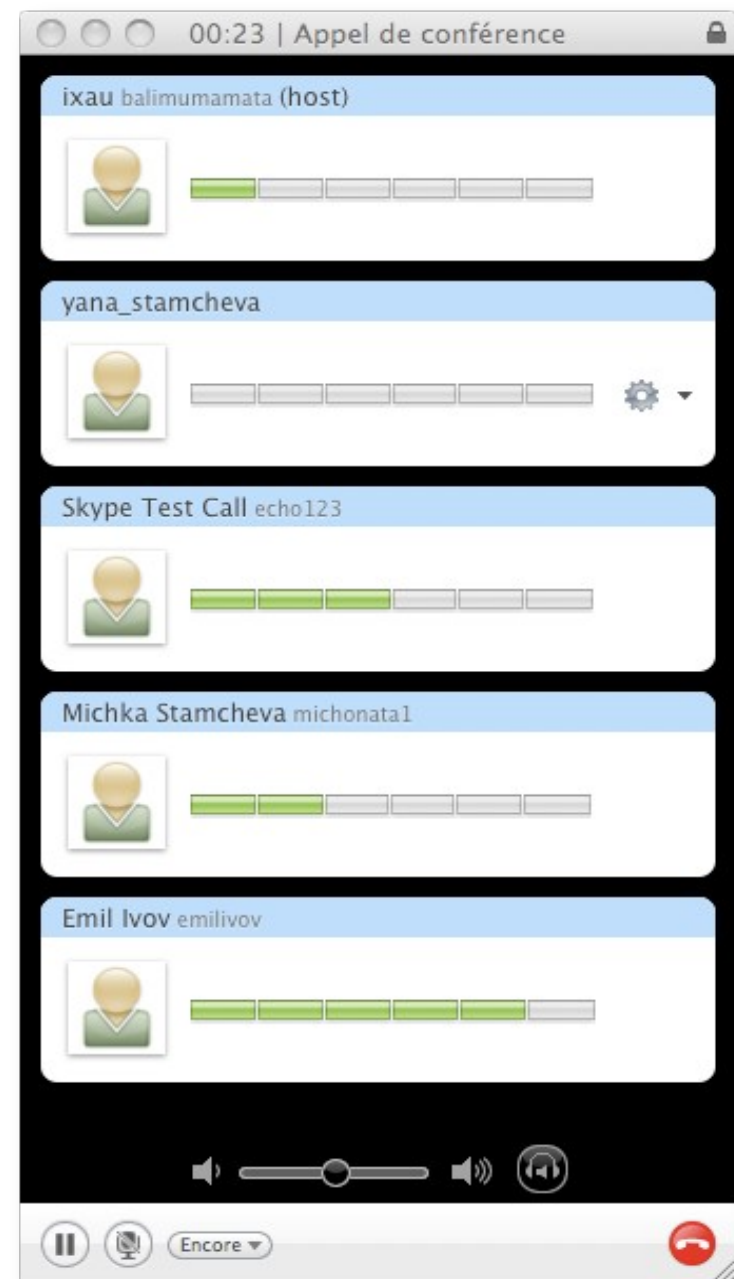 00:23 | Appel de conférence
ixau balimumamata (host)
yana_stamcheva
Skype Test Call echo123
Michka Stamcheva michonata1
Emil Ivov emilivov
Encore